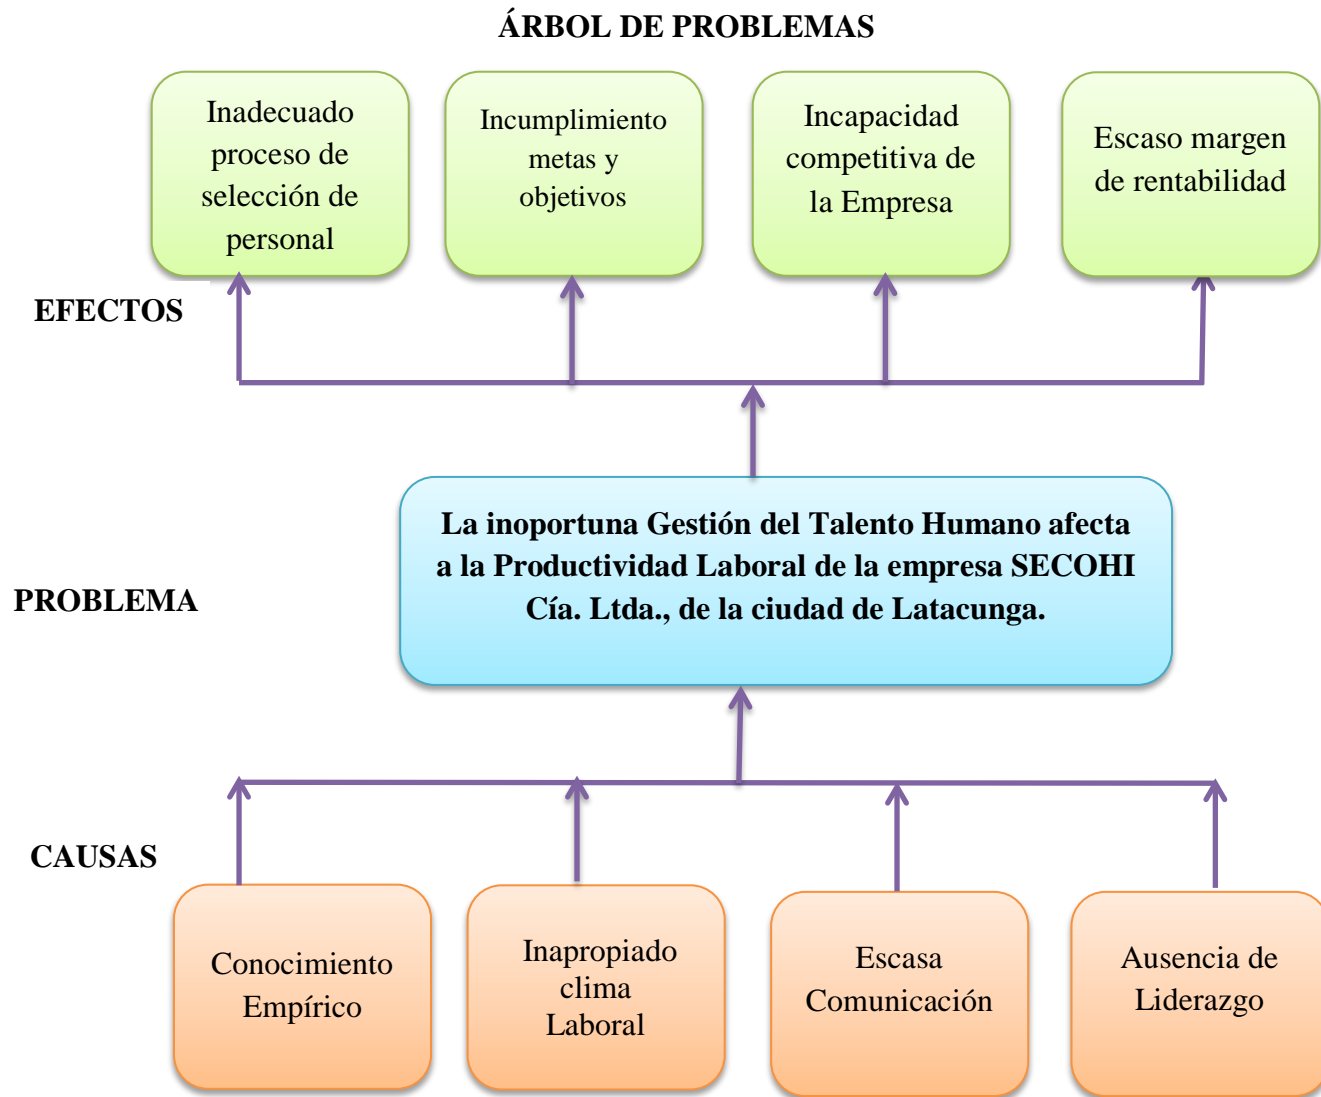 ÁRBOL DE PROBLEMAS
Inadecuado
proceso de
selección de
personal
Incumplimiento
metas y
objetivos
Incapacidad
competitiva de
la Empresa
Escaso margen
de rentabilidad
EFECTOS
La inoportuna Gestión del Talento Humano afecta
a la Productividad Laboral de la empresa SECOHI
Cía. Ltda., de la ciudad de Latacunga.
PROBLEMA
CAUSAS
Conocimiento
Empírico
Inapropiado
clima
Laboral
Escasa
Comunicación
Ausencia de
Liderazgo